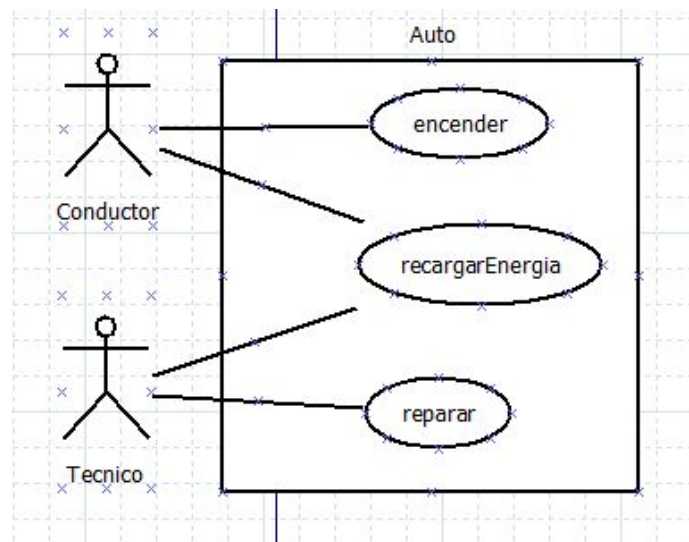 Auto
encender
Conductor
recargarEnergia
reparar
Tecnico